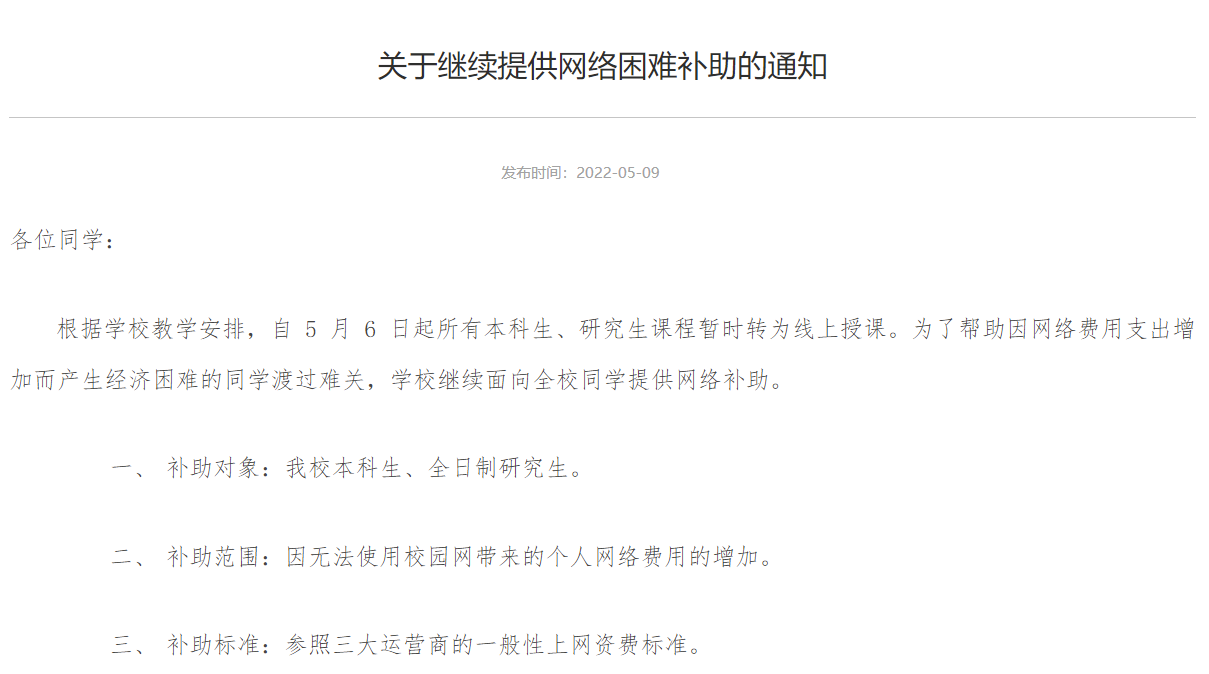 关于继续提供网络困难补助的通知
发布时间：2022-05-09
各位同学：
根据学校教学安排，自 5 月 6 日起所有本科生、研究生课程暂时转为线上授课。为了帮助因网络费用支出增
加而产生经济困难的同学渡过难关，学校继续面向全校同学提供网络补助。
一、 补助对象：我校本科生、全日制研究生。
二、 补助范围：因无法使用校园网带来的个人网络费用的增加。
三、 补助标准：参照三大运营商的一般性上网资费标准。